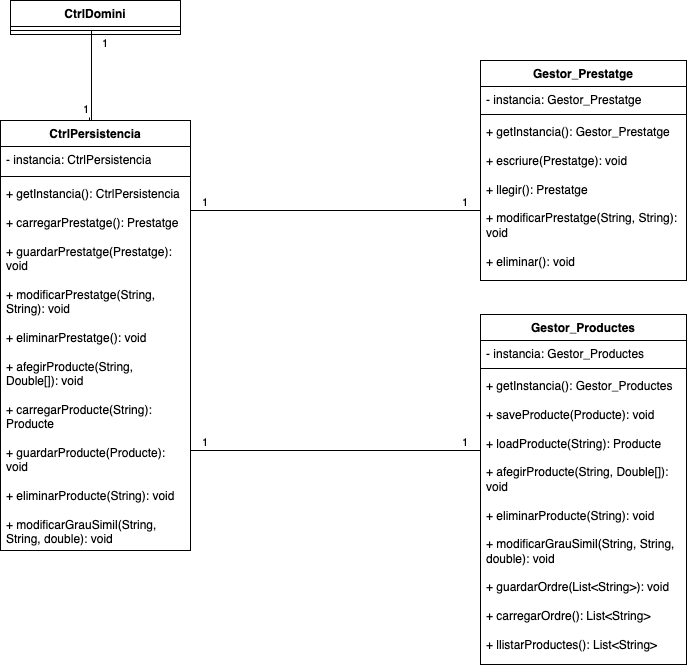 CtrlDomini
1
1
CtrlPersistencia
- instancia: CtrlPersistencia
+ getInstancia(): CtrlPersistencia
+ carregarPrestatge(): Prestatge
+ guardarPrestatge(Prestatge):
void
+ modificarPrestatge(String,
String): void
+ eliminarPrestatge(): void
+ afegirProducte(String,
Double[]): void
+ carregarProducte(String):
Producte
+ guardarProducte(Producte):
void
+ eliminarProducte(String): void
+ modificarGrauSimil(String,
String, double): void
1
1
1
1
Gestor_Prestatge
- instancia: Gestor_Prestatge
+ getInstancia(): Gestor_Prestatge
+ escriure(Prestatge): void
+ llegir(): Prestatge
+ modificarPrestatge(String, String):
void
+ eliminar(): void
Gestor_Productes
- instancia: Gestor_Productes
+ getInstancia(): Gestor_Productes
+ saveProducte(Producte): void
+ loadProducte(String): Producte
+ afegirProducte(String, Double[]):
void
+ eliminarProducte(String): void
+ modificarGrauSimil(String, String,
double): void
+ guardarOrdre(List<String>): void
+ carregarOrdre(): List<String>
+ llistarProductes(): List<String>